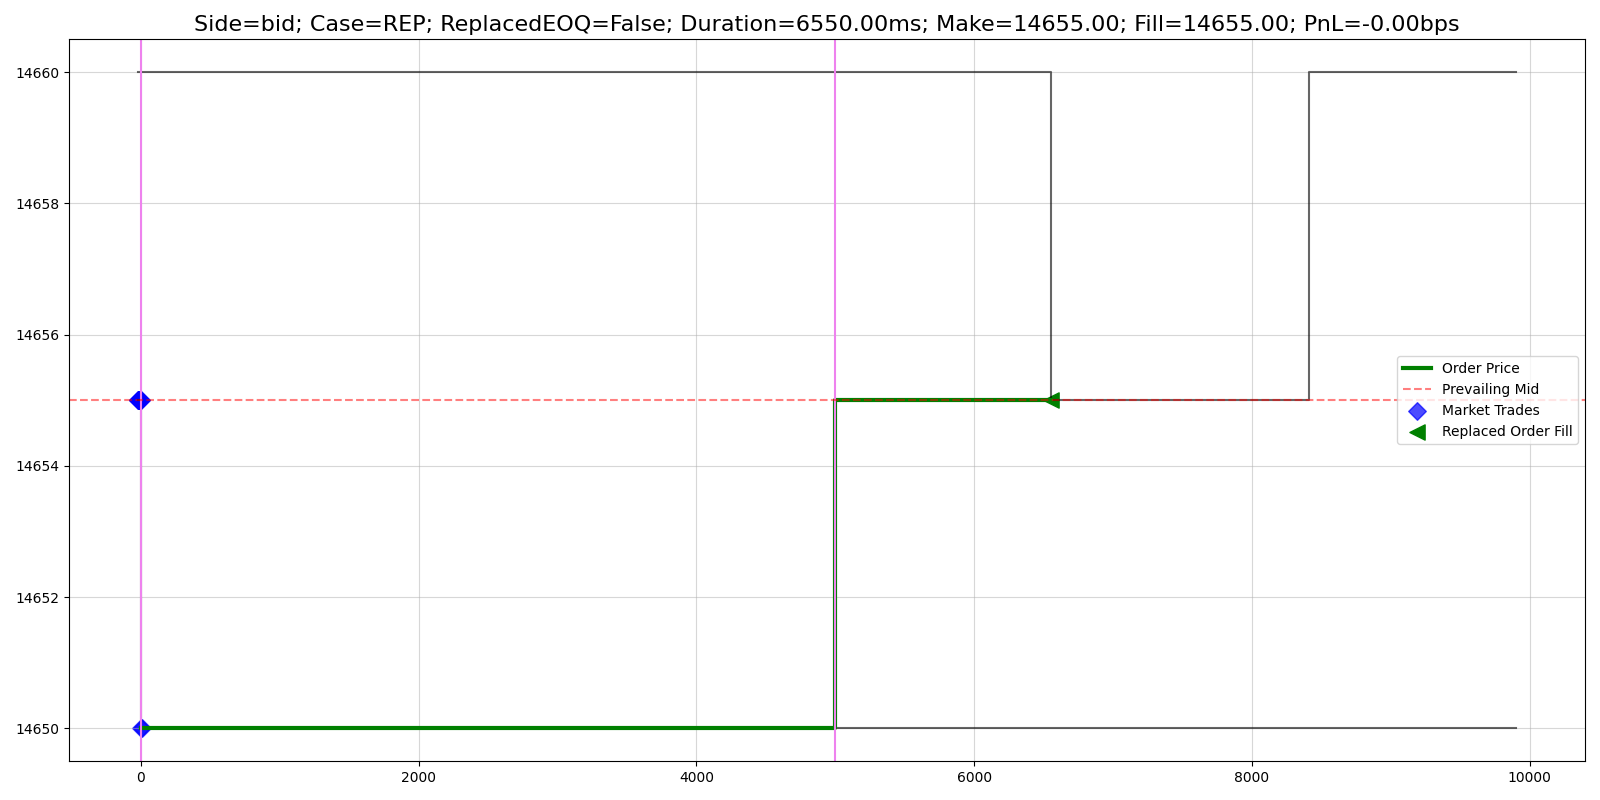 Side=bid; Case=REP; ReplacedEOQ=False; Duration=6550.00ms; Make=14655.00; Fill=14655.00; PnL=-0.00bps
14660
14658
14656
14654
14652
14650
Order Price
Prevailing Mid
Market Trades
Replaced Order Fill
0
2000
4000
6000
8000
10000